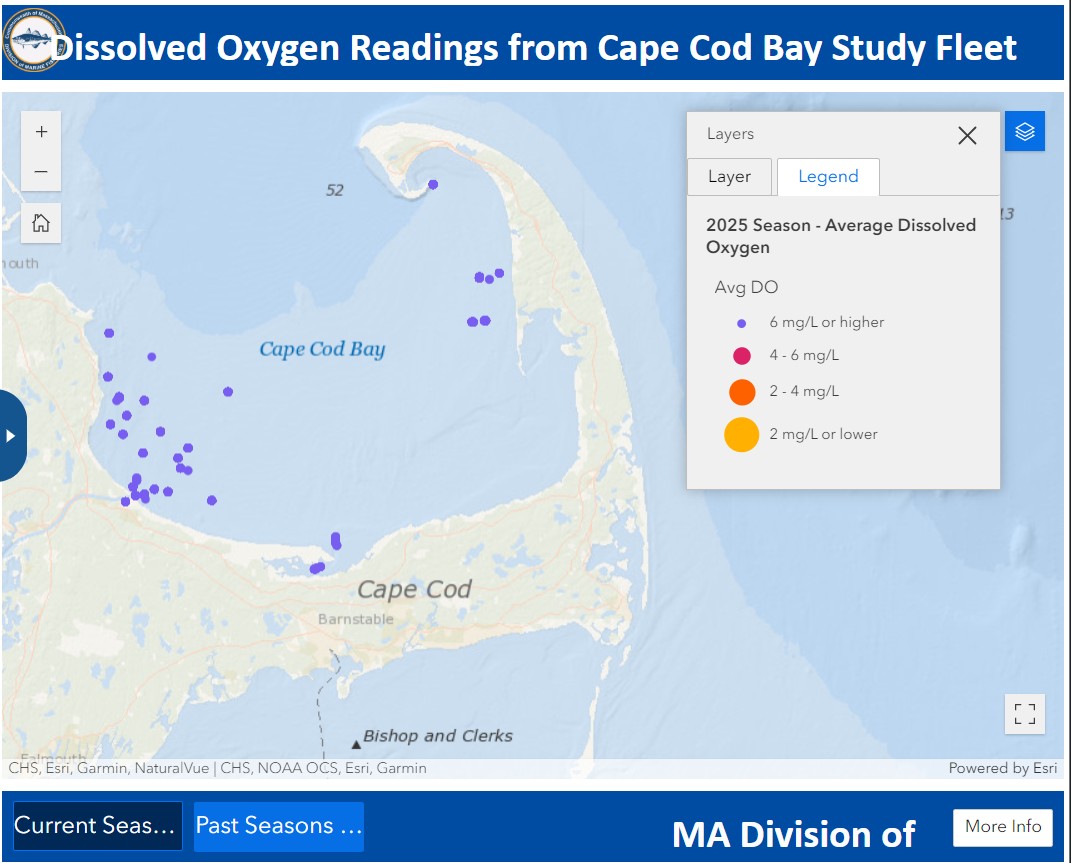 Dissolved Oxygen Readings from Cape Cod Bay Study Fleet
+
Layers
−
Layer
Legend
52
13
2025 Season - Average Dissolved
Oxygen
outh
Avg DO
6 mg/L or higher
Cape Cod Bay
4 - 6 mg/L
2 - 4 mg/L
2 mg/L or lower
Cape Cod
Barnstable
Bishop and Clerks
Falmouth
CHS, Esri, Garmin, NaturalVue | CHS, NOAA OCS, Esri, Garmin
Powered by Esri
Current Seas...
Past Seasons ...
MA Division of
More Info